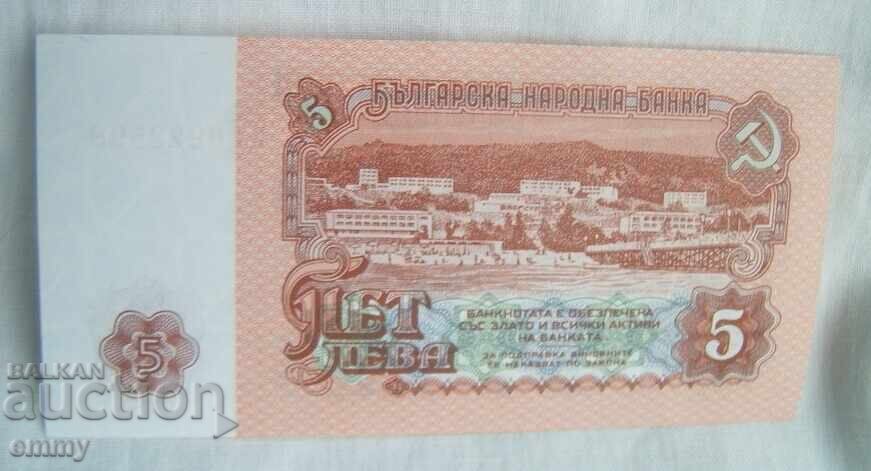 5 БЪЛГАРСКА НАРОДНА БАНКА
ПЕТ
ЛЕВА
БАНКНОТАТА Е ОБЕЗПЕЧЕНА
СЪС ЗЛАТО И ВСИЧКИ АКТИВИ
НА БАНКАТА
ЗА ПОДПРАВКА ВИНОВНИТЕ
СЕ НАКАЗВАТ ПО ЗАКОНА
5
5
BALKAN
auction
emmy